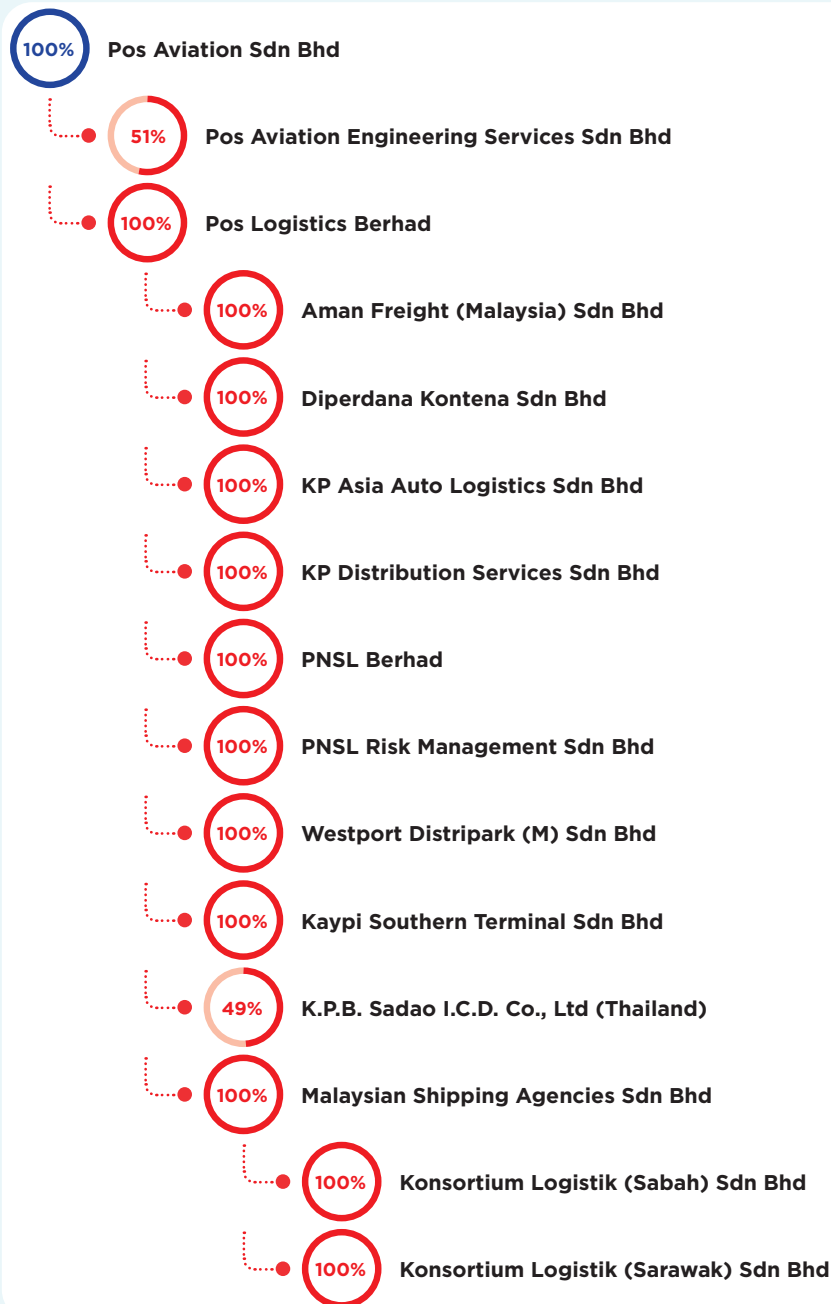 100% Pos Aviation Sdn Bhd
51% Pos Aviation Engineering Services Sdn Bhd
100% Pos Logistics Berhad
100% Aman Freight (Malaysia) Sdn Bhd
100% Diperdana Kontena Sdn Bhd
100% KP Asia Auto Logistics Sdn Bhd
100% KP Distribution Services Sdn Bhd
100% PNSL Berhad
100% PNSL Risk Management Sdn Bhd
100% Westport Distripark (M) Sdn Bhd
100% Kaypi Southern Terminal Sdn Bhd
49% K.P.B. Sadao I.C.D. Co., Ltd (Thailand)
100% Malaysian Shipping Agencies Sdn Bhd
100% Konsortium Logistik (Sabah) Sdn Bhd
100% Konsortium Logistik (Sarawak) Sdn Bhd